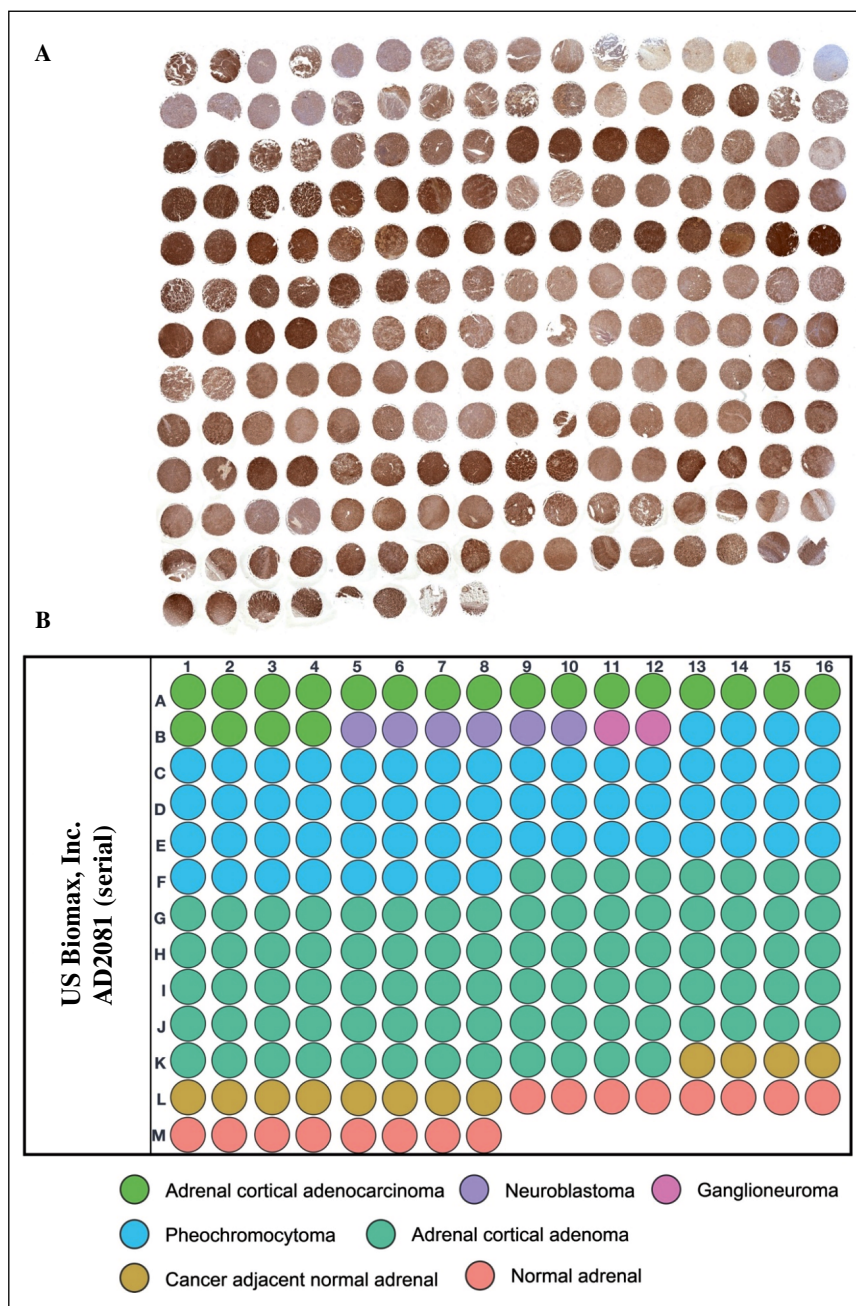 A
B
1 2 3 4 5 6 7 8 9 10 11 12 13 14 15 16
US Biomax, Inc.
AD2081 (serial)
A
B
C
D
E
F
G
H
I
J
K
L
M
Adrenal cortical adenocarcinoma Neuroblastoma Ganglioneuroma
Pheochromocytoma Adrenal cortical adenoma
Cancer adjacent normal adrenal Normal adrenal